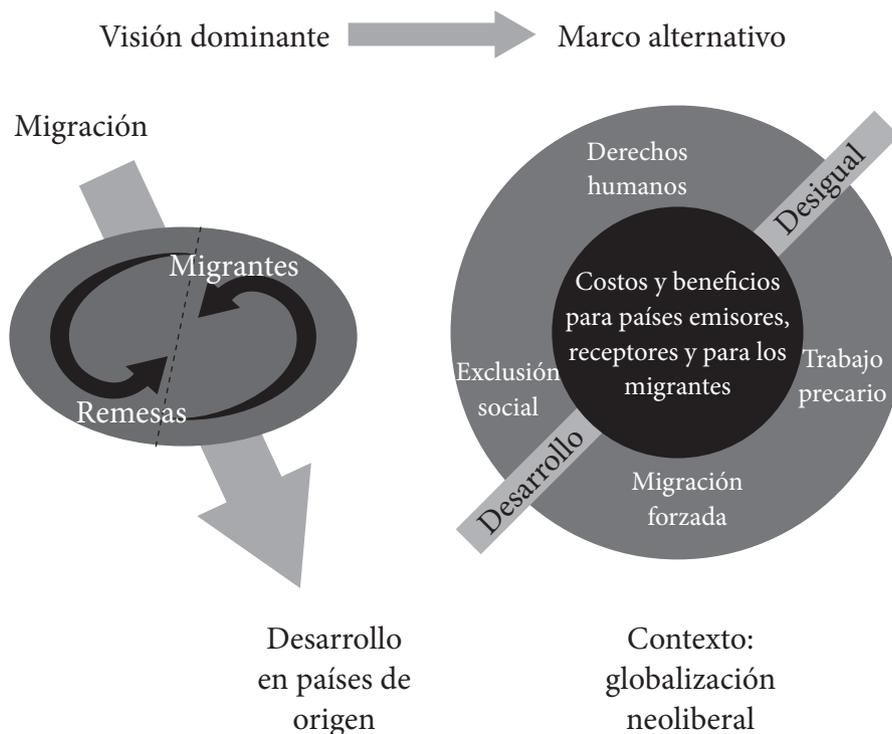 Visión dominante
Marco alternativo
Migración
Migrantes
Remesas
Desarrollo
en países de
origen
Derechos
humanos
Desigual
Costos y beneficios
para países emisores,
receptores y para los
migrantes
Exclusión
social
Trabajo
precario
Desarrollo
Migración
forzada
Contexto:
globalización
neoliberal